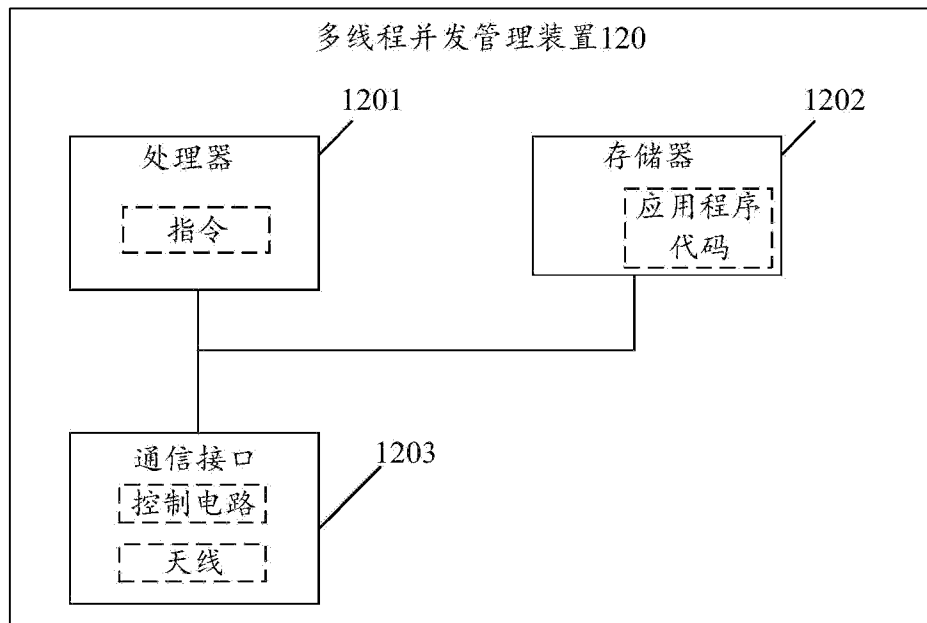 多线程并发管理装置120
1201
1202
处理器
指令
存储器
应用程序
代码
通信接口
控制电路
天线
1203